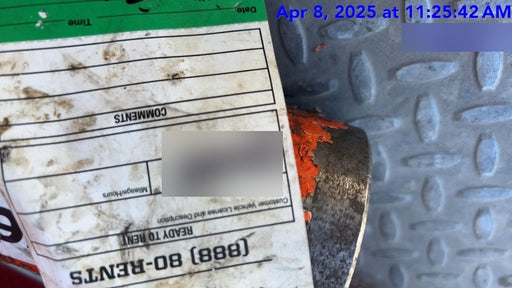 Apr 8, 2025 at 11:25:42 AM
(888) 80-RENTS
READY TO RENT
Customer Vehicle License and Description
Mileage/Hours
COMMENTS
Time
Date: